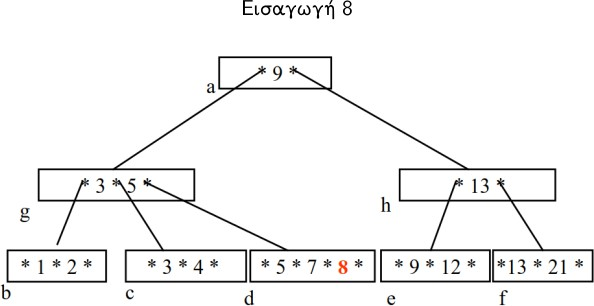 Εισαγωγή 8
* 9 *
a
* 3 * 5 *
* 13 *
g
h
* 1 * 2 *
* 3 * 4 *
* 5 * 7 * 8 *
* 9 * 12 *
*13 * 21 *
b
c
d
e
f